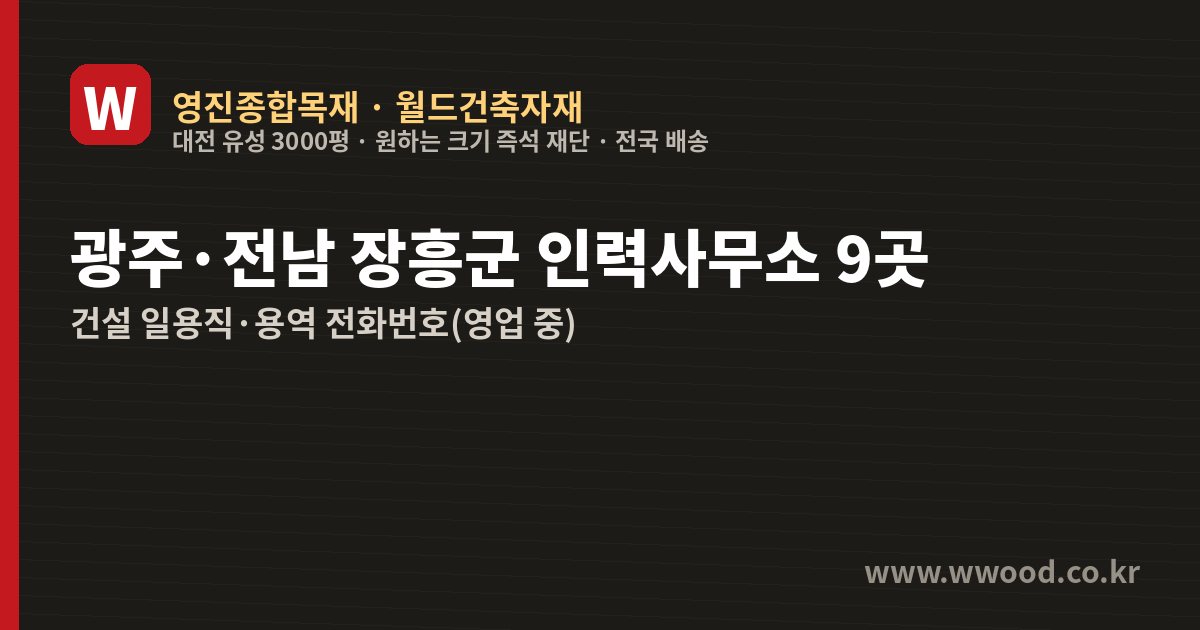 W
영진종합목재 · 월드건축자재
대전 유성 3000평 · 원하는 크기 즉석 재단 · 전국 배송
광주·전남 장흥군 인력사무소 9곳
건설 일용직·용역 전화번호(영업 중)
www.wwood.co.kr